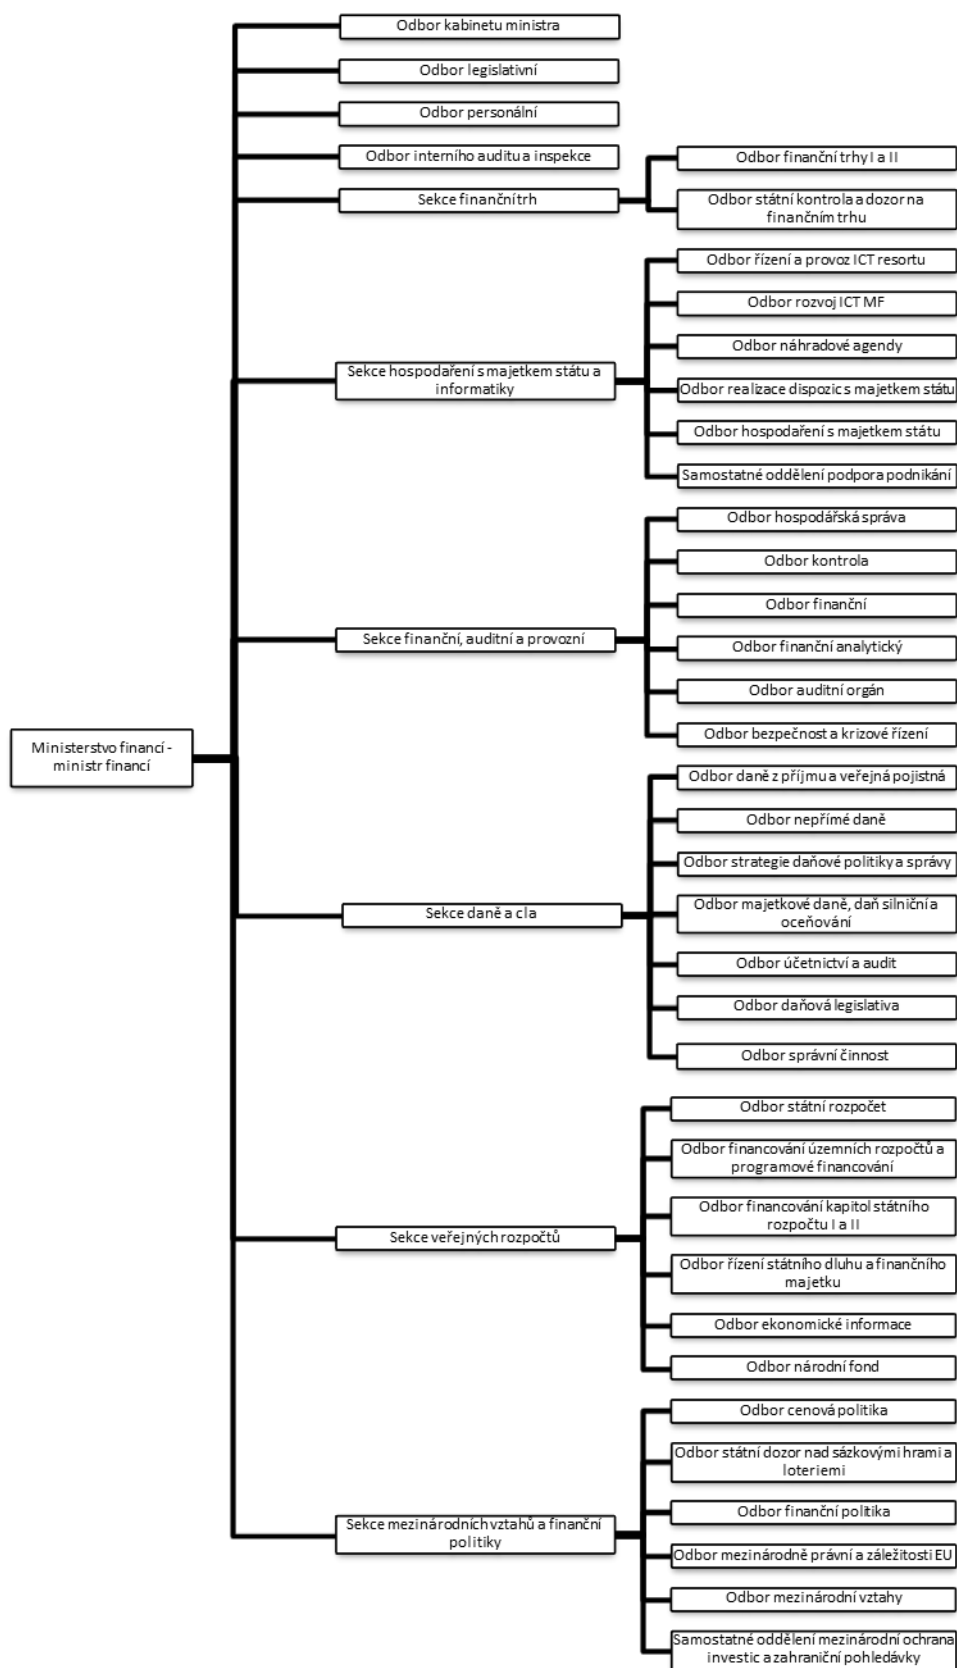 Odbor kabinetu ministra
Odbor legislativní
Odbor personální
Odbor interního auditu a inspekce
Sekce finanční trh
Odbor finanční trhy I a II
Odbor státní kontrola a dozor na
finančním trhu
Sekce hospodaření s majetkem státu a
informatiky
Odbor řízení a provoz ICT resortu
Odbor rozvoj ICT MF
Odbor náhradové agendy
Odbor realizace dispozic s majetkem státu
Odbor hospodaření s majetkem státu
Samostatné oddělení podpora podnikání
Sekce finanční, auditní a provozní
Odbor hospodářská správa
Odbor kontrola
Odbor finanční
Odbor finanční analytický
Odbor auditní orgán
Odbor bezpečnost a krizové řízení
Ministerstvo financí -
ministr financí
Sekce daně a cla
Odbor daně z příjmu a veřejná pojistná
Odbor nepřímé daně
Odbor strategie daňové politiky a správy
Odbor majetkové daně, daň silniční a
oceňování
Odbor účetnictví a audit
Odbor daňová legislativa
Odbor správní činnost
Sekce veřejných rozpočtů
Odbor státní rozpočet
Odbor financování územních rozpočtů a
programové financování
Odbor financování kapitol státního
rozpočtu I a II
Odbor řízení státního dluhu a finančního
majetku
Odbor ekonomické informace
Odbor národní fond
Sekce mezinárodních vztahů a finanční
politiky
Odbor cenová politika
Odbor státní dozor nad sázkovými hrami a
loteriemi
Odbor finanční politika
Odbor mezinárodně právní a záležitosti EU
Odbor mezinárodní vztahy
Samostatné oddělení mezinárodní ochrana
investic a zahraniční pohledávky